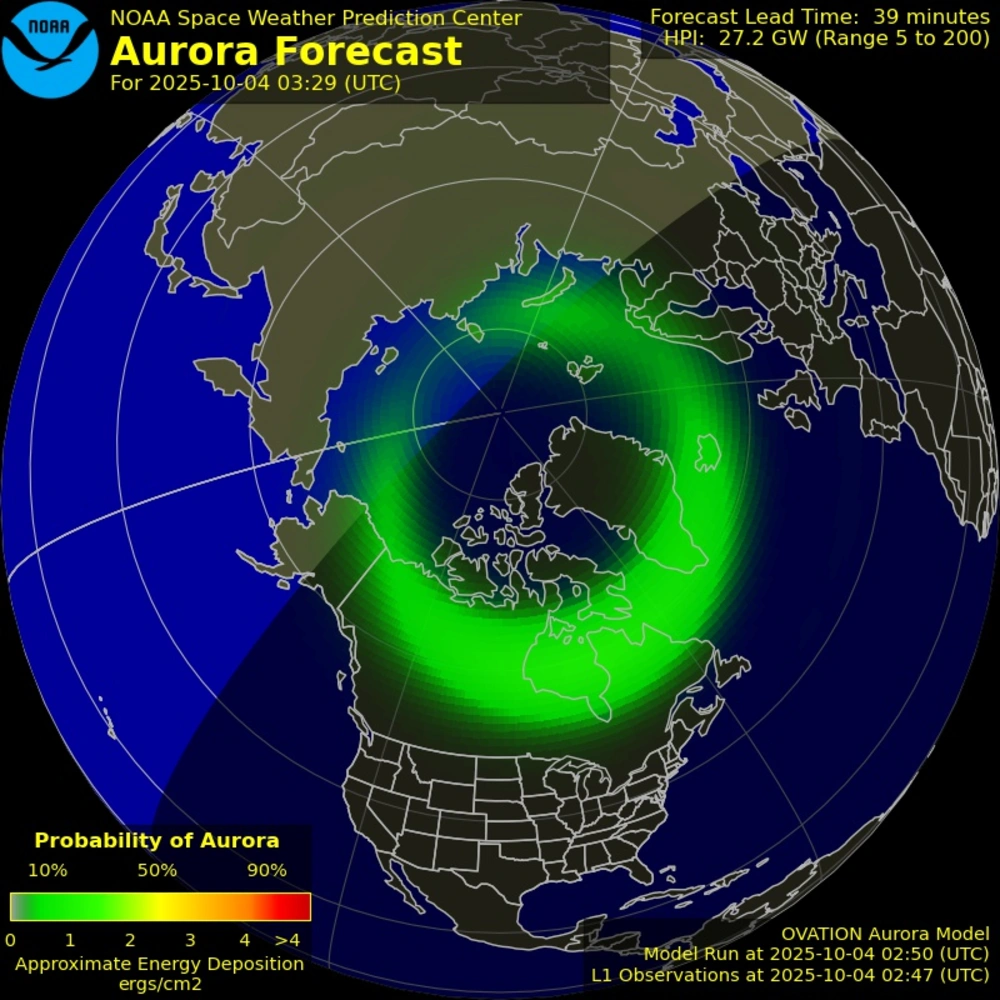 NOAA
NOAA Space Weather Prediction Center
Aurora Forecast
For 2025-10-04 03:29 (UTC)
Forecast Lead Time: 39 minutes
HPI: 27.2 GW (Range 5 to 200)
Probability of Aurora
10% 50% 90%
0 1 2 3 4 >4
Approximate Energy Deposition
ergs/cm2
OVATION Aurora Model
Model Run at 2025-10-04 02:50 (UTC)
L1 Observations at 2025-10-04 02:47 (UTC)